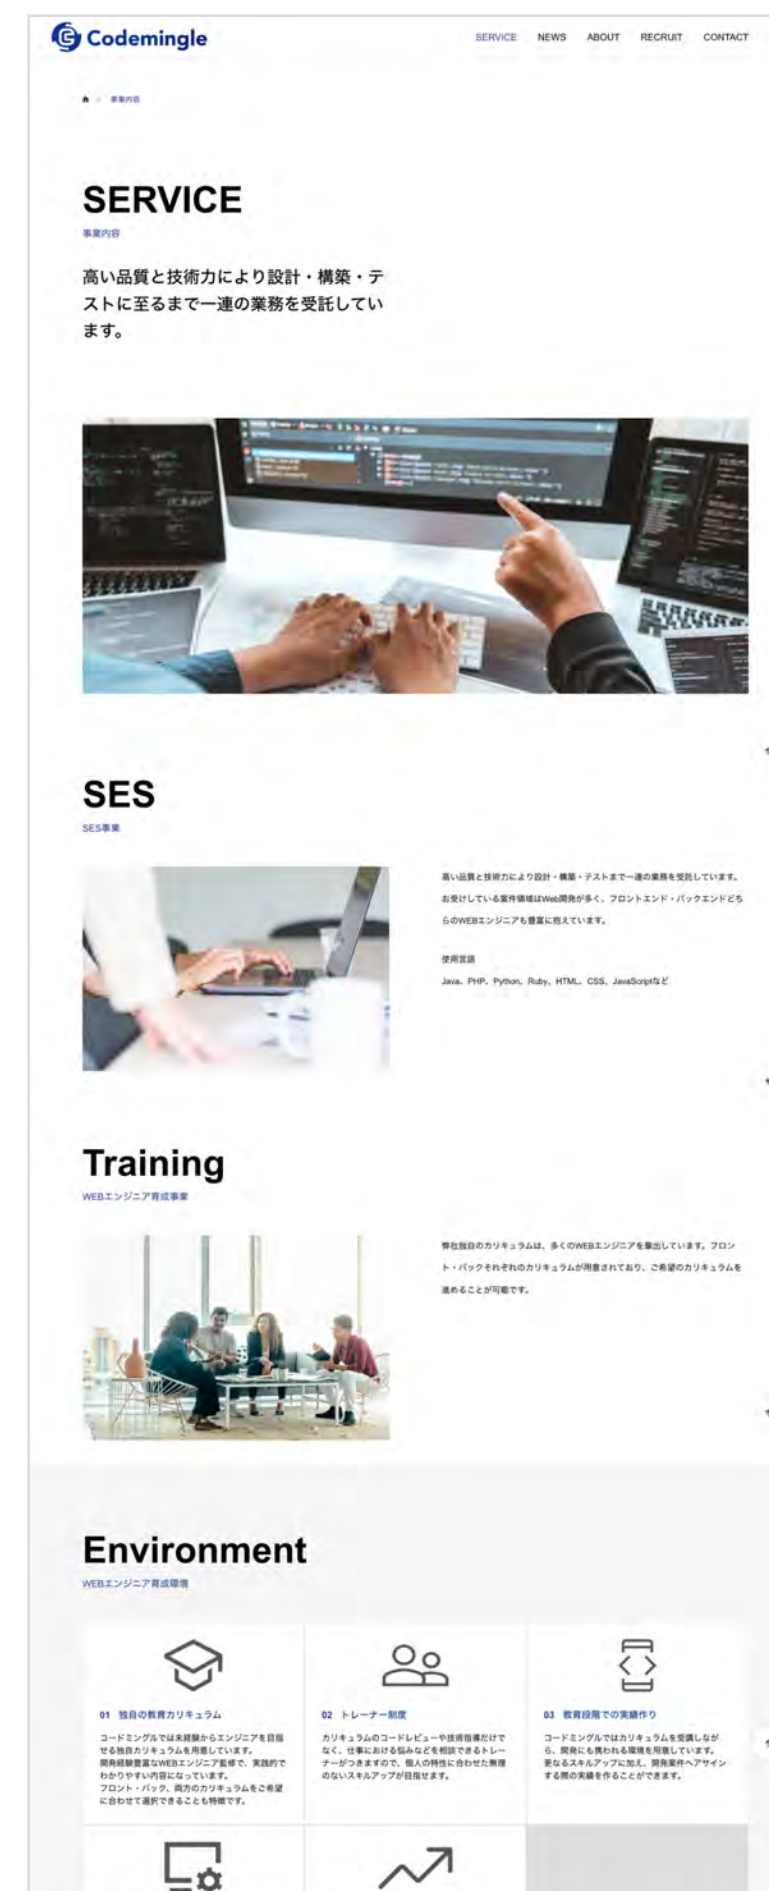 Codemingle
SERVICE NEWS ABOUT RECRUIT CONTACT
/ 事業内容
SERVICE
事業内容
高い品質と技術力により設計・構築・テ
ストに至るまで一連の業務を受託してい
ます。
SES
SES事業
高い品質と技術力により設計・構築・テストまで一連の業務を受託しています。
お受けしている案件領域はWeb開発が多く、フロントエンド・バックエンドどち
らのWEBエンジニアも豊富に抱えています。
使用言語
Java、PHP、Python、Ruby、HTML、CSS、JavaScriptなど
Training
WEBエンジニア育成事業
弊社独自のカリキュラムは、多くのWEBエンジニアを輩出しています。フロン
ト・バックそれぞれのカリキュラムが用意されており、ご希望のカリキュラムを
進めることが可能です。
Environment
WEBエンジニア育成環境
01 独自の教育カリキュラム
コードミングルでは未経験からエンジニアを目指
せる独自カリキュラムを用意しています。
開発経験豊富なWEBエンジニア監修で、実践的で
わかりやすい内容になっています。
フロント・バック、両方のカリキュラムをご希望
に合わせて選択できることも特徴です。
02 トレーナー制度
カリキュラムのコードレビューや技術指導だけで
なく、仕事における悩みなどを相談できるトレー
ナーがつきますので、個人の特性に合わせた無理
のないスキルアップが目指せます。
03 教育段階での実績作り
コードミングルではカリキュラムを受講しなが
ら、開発にも携われる環境を用意しています。
更なるスキルアップに加え、開発案件へアサイン
する際の実績を作ることができます。